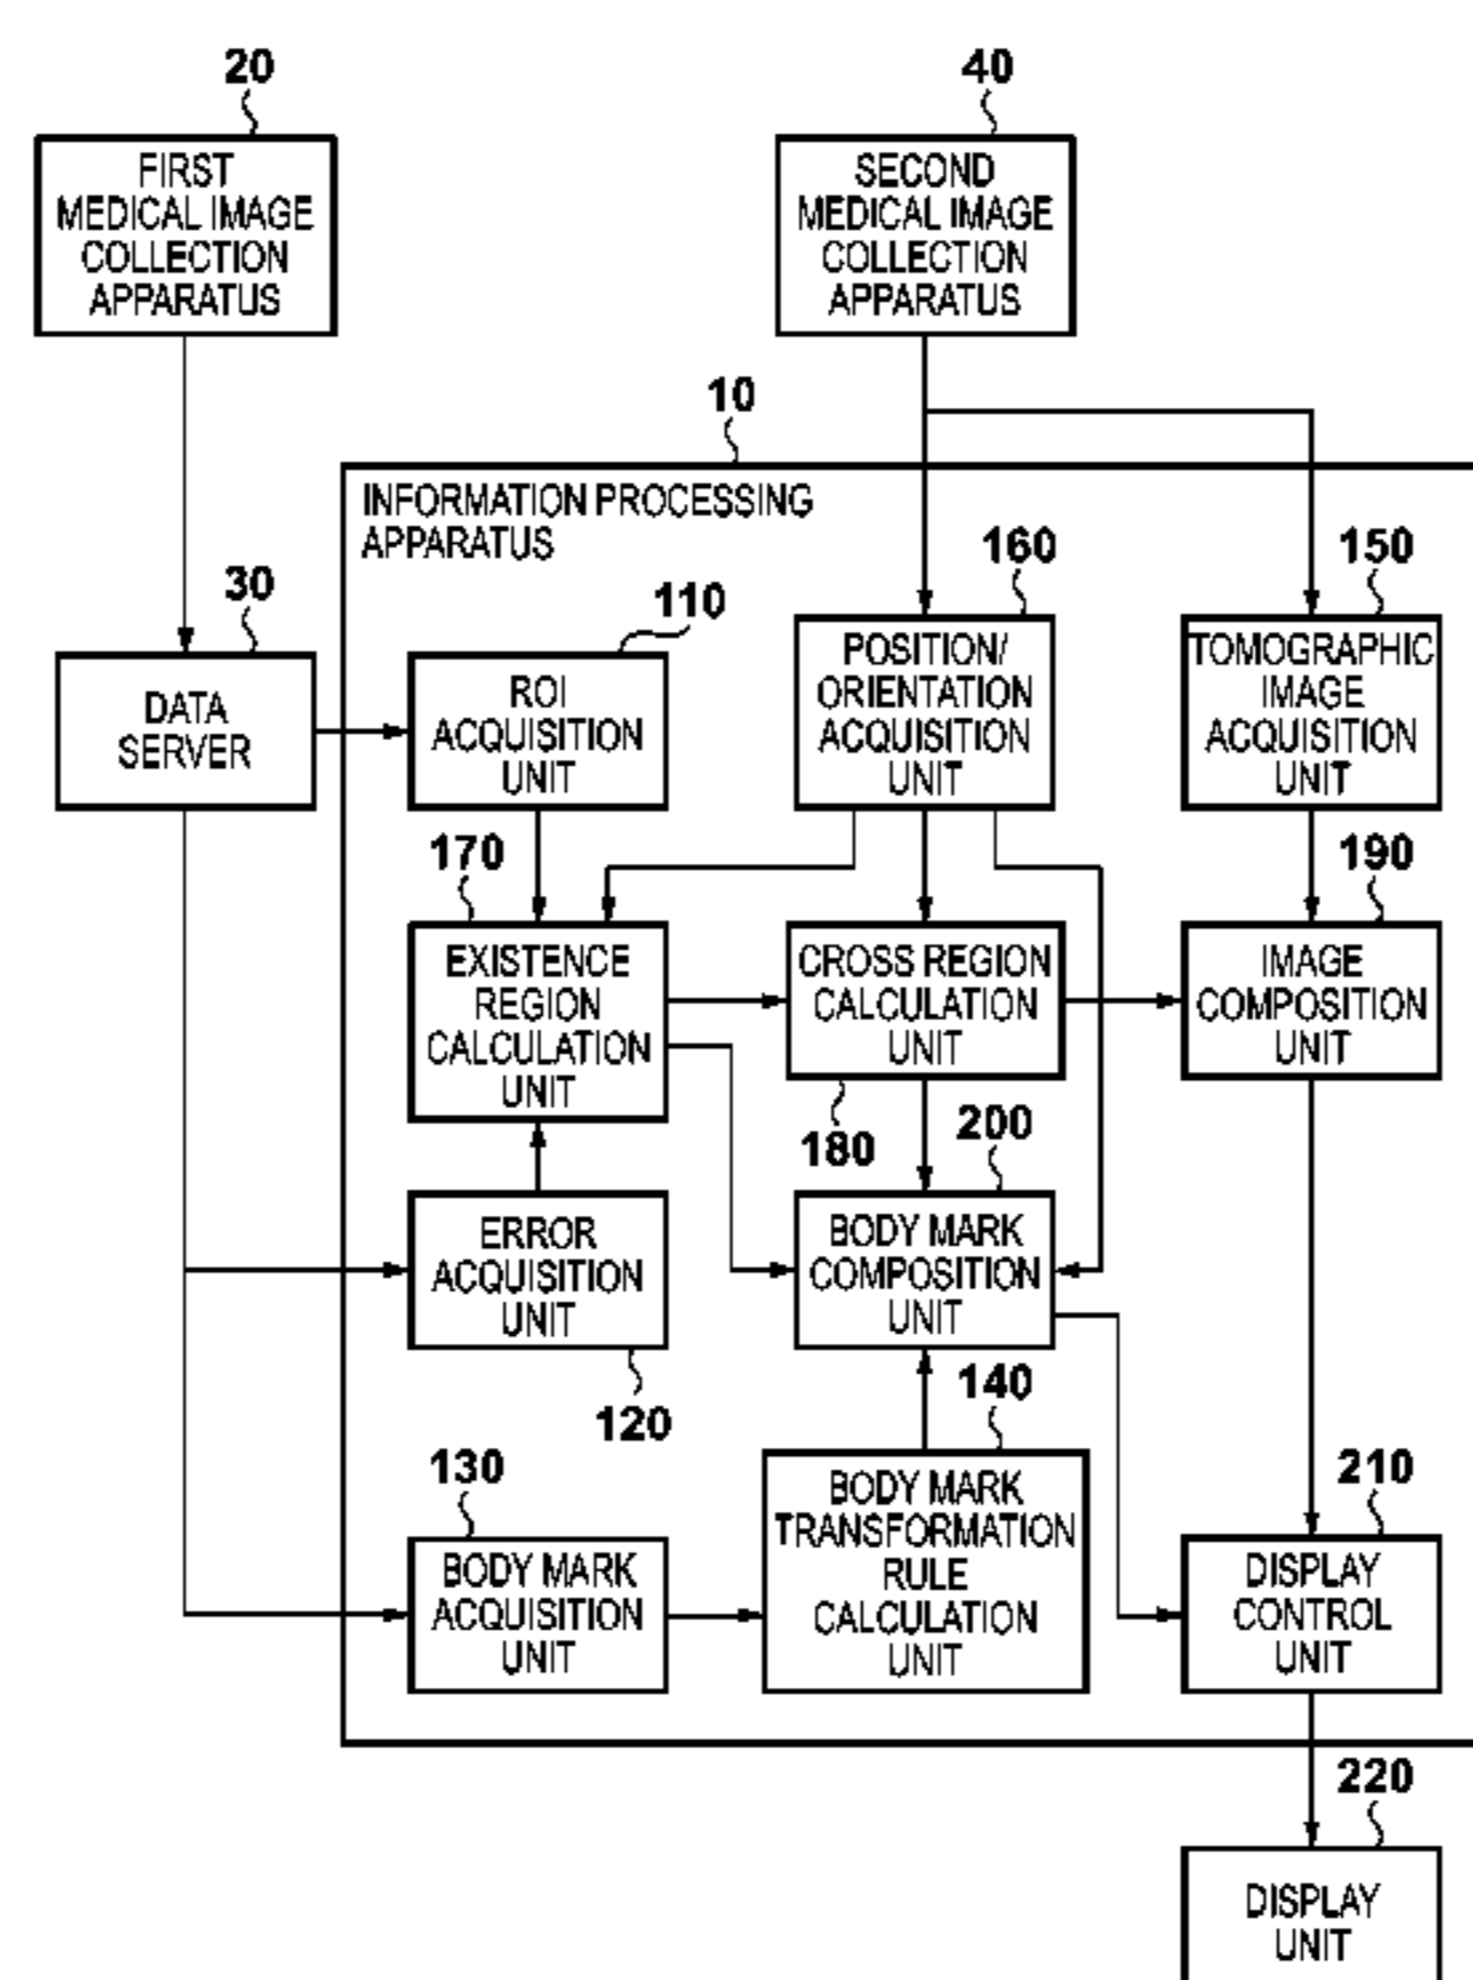 20
FIRST
MEDICAL IMAGE
COLLECTION
APPARATUS
40
SECOND
MEDICAL IMAGE
COLLECTION
APPARATUS
10
INFORMATION PROCESSING
APPARATUS
30
DATA
SERVER
110
ROI
ACQUISITION
UNIT
160
POSITION/
ORIENTATION
ACQUISITION
UNIT
150
TOMOGRAPHIC
IMAGE
ACQUISITION
UNIT
170
EXISTENCE
REGION
CALCULATION
UNIT
CROSS REGION
CALCULATION
UNIT
180
190
IMAGE
COMPOSITION
UNIT
ERROR
ACQUISITION
UNIT
120
200
BODY MARK
COMPOSITION
UNIT
130
BODY MARK
ACQUISITION
UNIT
140
BODY MARK
TRANSFORMATION
RULE
CALCULATION
UNIT
210
DISPLAY
CONTROL
UNIT
220
DISPLAY
UNIT